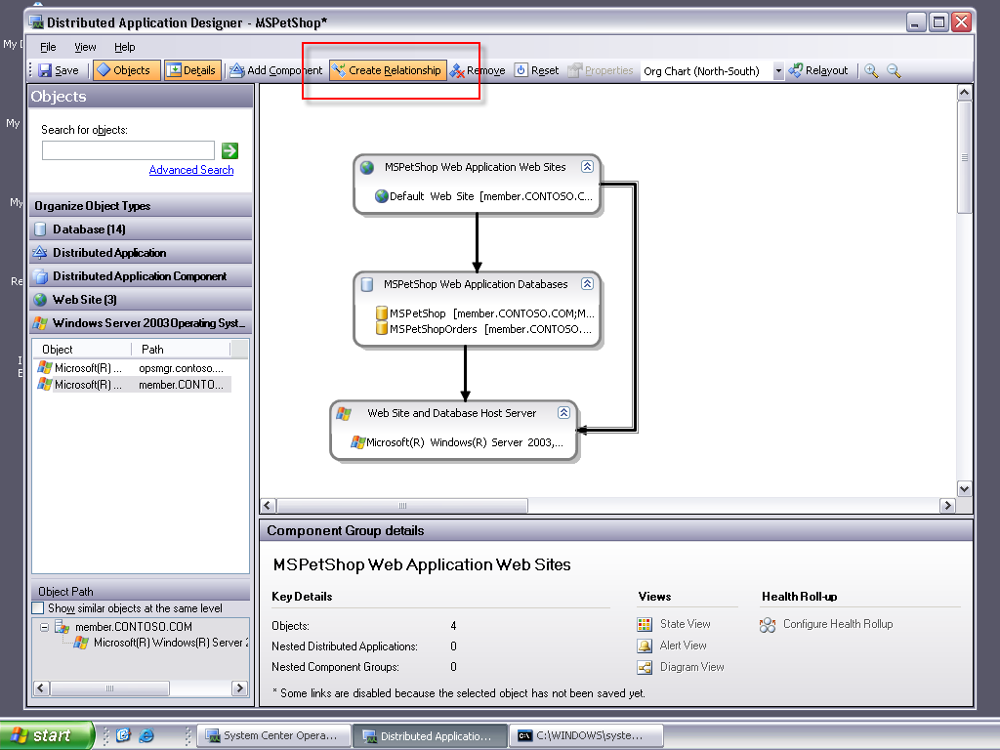 Distributed Application Designer - MSPetShop*
My
File View Help
Save Objects Details Add Component Create Relationship Remove Reset Properties Org Chart (North-South) Relayout
Objects
Search for objects:
Advanced Search
Organize Object Types
Database (14)
Distributed Application
Distributed Application Component
Web Site (3)
Windows Server 2003 Operating Syst...
Object Path
Microsoft(R) ... opsmgr.contoso....
Microsoft(R) ... member.CONTO...
My
My
Re
Object Path
Show similar objects at the same level
member.CONTOSO.COM
Microsoft(R) Windows(R) Server
MSPetShop Web Application Web Sites
Default Web Site [member.CONTOSO.C...
MSPetShop Web Application Databases
MSPetShop [member.CONTOSO.COM;M...
MSPetShopOrders [member.CONTOSO....
Web Site and Database Host Server
Microsoft(R) Windows(R) Server 2003,...
Component Group details
MSPetShop Web Application Web Sites
Key Details
Objects: 4
Nested Distributed Applications: 0
Nested Component Groups: 0
Views
State View
Alert View
Diagram View
Health Roll-up
Configure Health Rollup
* Some links are disabled because the selected object has not been saved yet.
start
System Center Opera...
Distributed Applicatio...
C:\WINDOWS\syste...